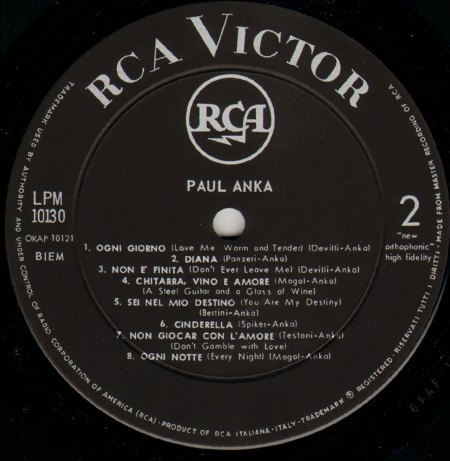 RCA VICTOR
RCA
PAUL ANKA
LPM
10130
OKAP 10121
BIEM
2
"new
orthophonic"
high fidelity
1. OGNI GIORNO (Love Me Warm and Tender) (Devilli-Anka)
2. DIANA (Panzeri-Anka)
3. NON E' FINITA (Don't Ever Leave Me) (Devilli-Anka)
4. CHITARRA, VINO E AMORE (Mogol-Anka)
(A Steel Guitar and a Glass of Wine)
5. SEI NEL MIO DESTINO (You Are My Destiny)
(Bertini-Anka)
6. CINDERELLA (Spiker-Anka)
7. NON GIOCAR CON L'AMORE (Testoni-Anka)
(Don't Gamble with Love)
8. OGNI NOTTE (Every Night) (Mogol-Anka)
TRADEMARK USED BY AUTHORITY AND UNDER CONTROL OF RADIO CORPORATION OF AMERICA (RCA) - PRODUCT OF RCA ITALIANA - ITALY - TRADEMARK ® REGISTERED. RISERVATI TUTTI I DIRITTI - MADE FROM MASTER RECORDING OF RCA